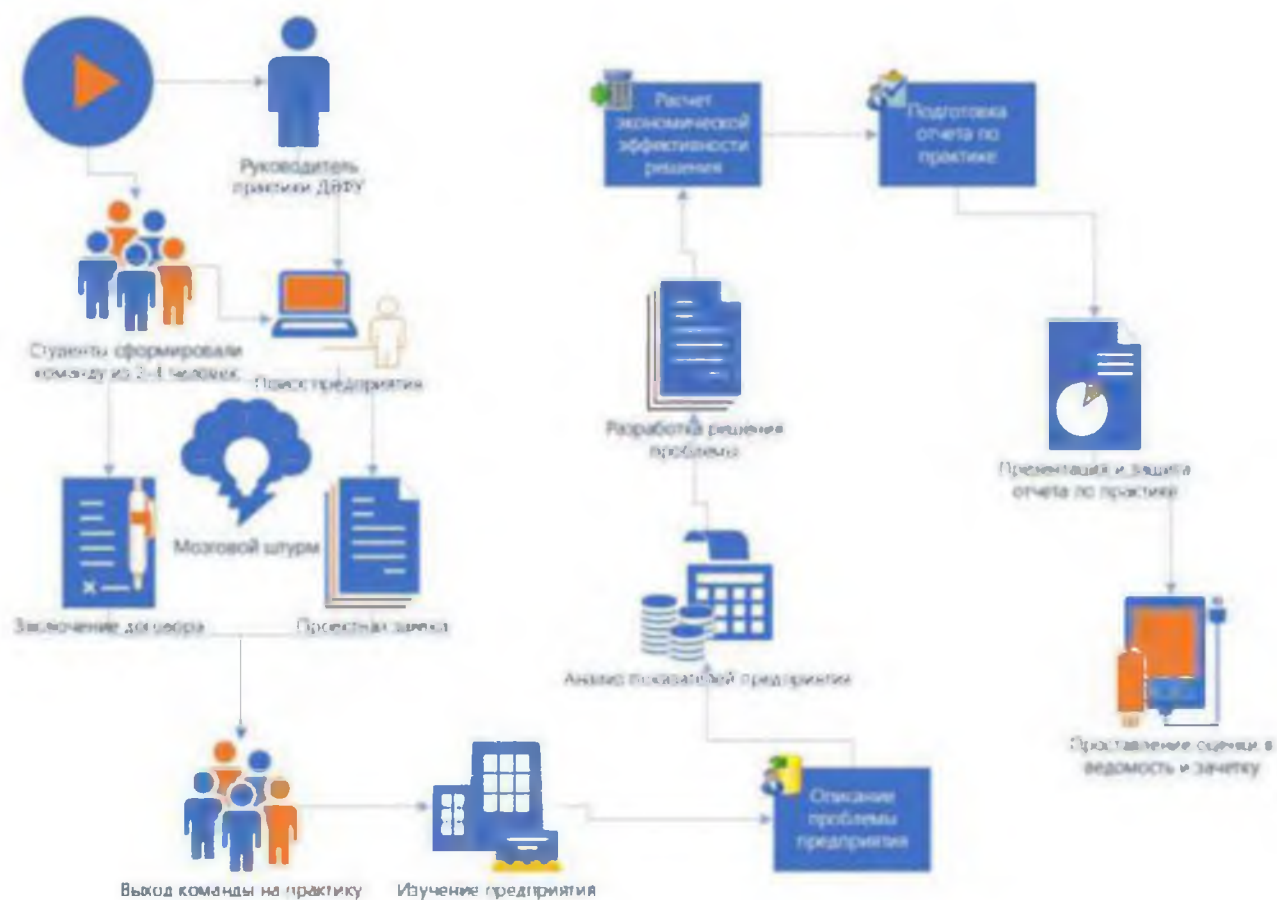 Руководитель
практики ДВФУ
Студенты сформировали
команду из 2-4 человек
Поиск предприятия
Мозговой штурм
Заключение договора
Проектная заявка
Выход команды на практику
Изучение предприятия
Описание
проблемы
предприятия
Анализ показателей предприятия
Разработка решения
проблемы
Расчет
экономической
эффективности
решения
Подготовка
отчета по
практике
Презентация и защита
отчета по практике
Проставление оценки в
ведомость и зачетку